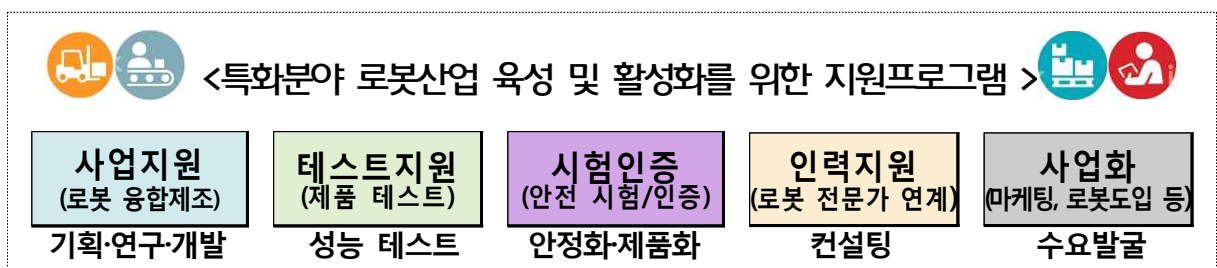 <특화분야 로봇산업 육성 및 활성화를 위한 지원프로그램 >
사업지원
(로봇 융합제조)
기획·연구·개발
테스트지원
(제품 테스트)
성능 테스트
시험인증
(안전 시험/인증)
안정화·제품화
인력지원
(로봇 전문가 연계)
컨설팅
사업화
(마케팅, 로봇도입 등)
수요발굴